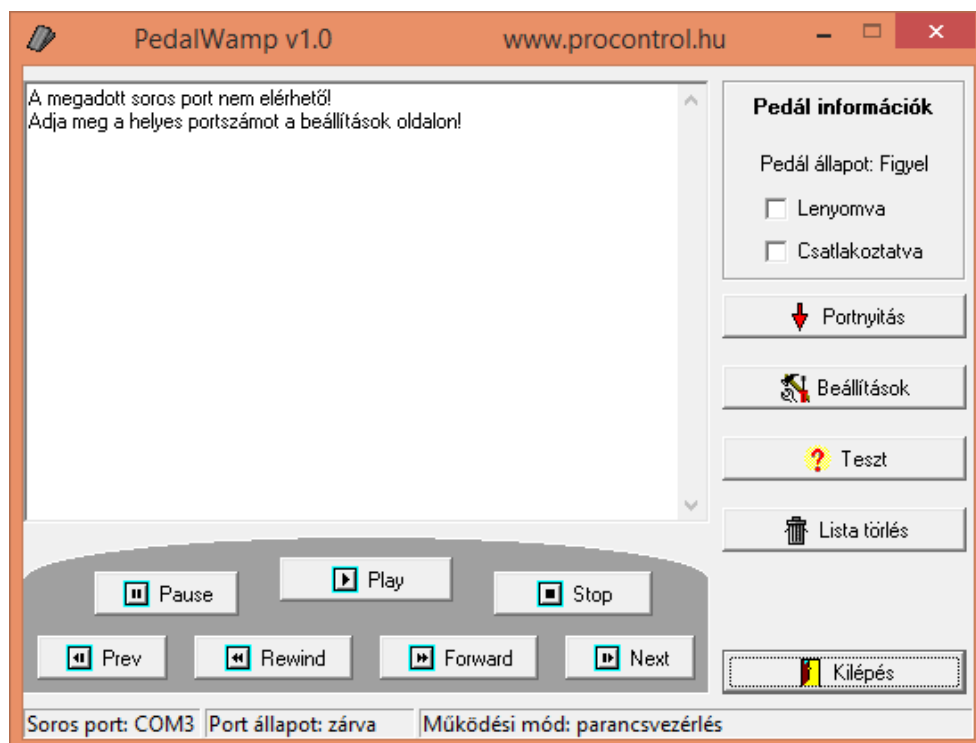 PedalWamp v1.0 www.procontrol.hu
A megadott soros port nem elérhető!
Adja meg a helyes portszámot a beállítások oldalon!
Pedál információk
Pedál állapot: Figyel
Lenyomva
Csatlakoztatva
Portnyitás
Beállítások
Teszt
Lista törlés
Pause Play Stop
Prev Rewind Forward Next
Kilépés
Soros port: COM3 Port állapot: zárva Működési mód: parancsvezérlés